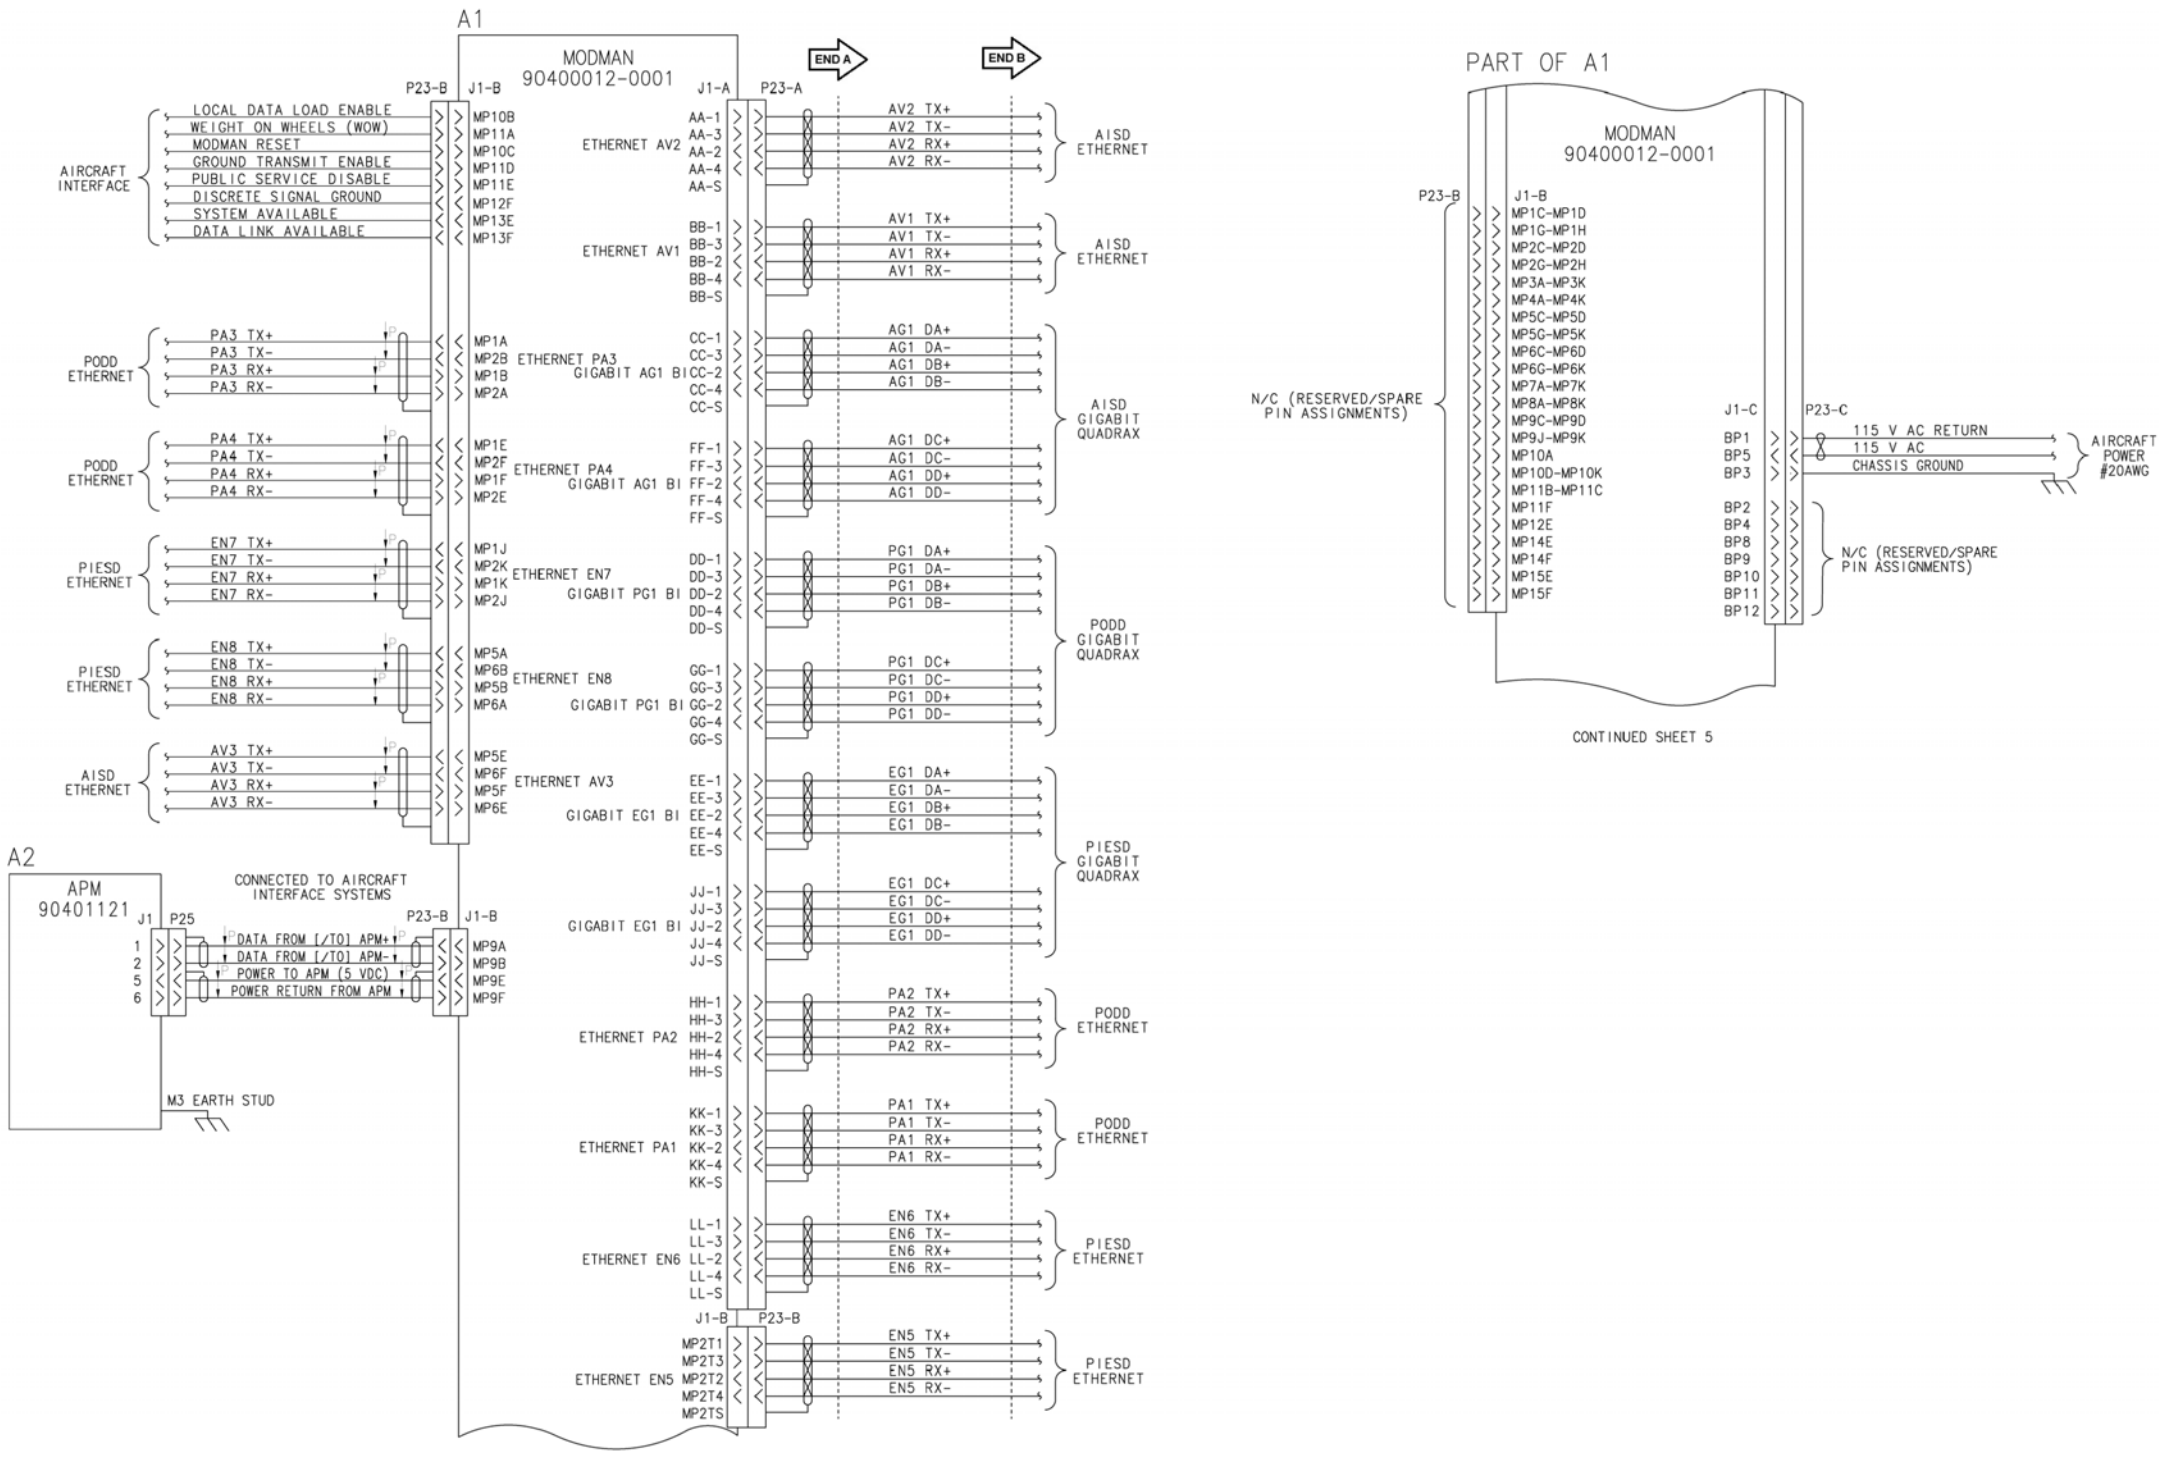 A1
MODMAN
90400012-0001
END A
END B
P23-B
J1-B
J1-A
P23-A
AIRCRAFT
INTERFACE
LOCAL DATA LOAD ENABLE
WEIGHT ON WHEELS (WOW)
MODMAN RESET
GROUND TRANSMIT ENABLE
PUBLIC SERVICE DISABLE
DISCRETE SIGNAL GROUND
SYSTEM AVAILABLE
DATA LINK AVAILABLE
MP10B
MP11A
MP10C
MP11D
MP11E
MP12F
MP13E
MP13F
PODD
ETHERNET
PA3 TX+
PA3 TX-
PA3 RX+
PA3 RX-
P
P
MP1A
MP2B
MP1B
MP2A
ETHERNET PA3
PODD
ETHERNET
PA4 TX+
PA4 TX-
PA4 RX+
PA4 RX-
P
P
MP1E
MP2F
MP1F
MP2E
ETHERNET PA4
PIESD
ETHERNET
EN7 TX+
EN7 TX-
EN7 RX+
EN7 RX-
P
P
MP1J
MP2K
MP1K
MP2J
ETHERNET EN7
PIESD
ETHERNET
EN8 TX+
EN8 TX-
EN8 RX+
EN8 RX-
P
P
MP5A
MP6B
MP5B
MP6A
ETHERNET EN8
AISD
ETHERNET
AV3 TX+
AV3 TX-
AV3 RX+
AV3 RX-
P
P
MP5E
MP6F
MP5F
MP6E
ETHERNET AV3
A2
APM
90401121
J1
P25
CONNECTED TO AIRCRAFT
INTERFACE SYSTEMS
P23-B
J1-B
1
2
5
6
P
P
P
P
DATA FROM [/TO] APM+
DATA FROM [/TO] APM-
POWER TO APM (5 VDC)
POWER RETURN FROM APM
MP9A
MP9B
MP9E
MP9F
M3 EARTH STUD
ETHERNET AV2
AA-1
AA-3
AA-2
AA-4
AA-S
AV2 TX+
AV2 TX-
AV2 RX+
AV2 RX-
AISD
ETHERNET
ETHERNET AV1
BB-1
BB-3
BB-2
BB-4
BB-S
AV1 TX+
AV1 TX-
AV1 RX+
AV1 RX-
AISD
ETHERNET
GIGABIT AG1 BI
CC-1
CC-3
CC-2
CC-4
CC-S
AG1 DA+
AG1 DA-
AG1 DB+
AG1 DB-
GIGABIT AG1 BI
FF-1
FF-3
FF-2
FF-4
FF-S
AG1 DC+
AG1 DC-
AG1 DD+
AG1 DD-
AISD
GIGABIT
QUADRAX
GIGABIT PG1 BI
DD-1
DD-3
DD-2
DD-4
DD-S
PG1 DA+
PG1 DA-
PG1 DB+
PG1 DB-
GIGABIT PG1 BI
GG-1
GG-3
GG-2
GG-4
GG-S
PG1 DC+
PG1 DC-
PG1 DD+
PG1 DD-
PODD
GIGABIT
QUADRAX
GIGABIT EG1 BI
EE-1
EE-3
EE-2
EE-4
EE-S
EG1 DA+
EG1 DA-
EG1 DB+
EG1 DB-
GIGABIT EG1 BI
JJ-1
JJ-3
JJ-2
JJ-4
JJ-S
EG1 DC+
EG1 DC-
EG1 DD+
EG1 DD-
PIESD
GIGABIT
QUADRAX
ETHERNET PA2
HH-1
HH-3
HH-2
HH-4
HH-S
PA2 TX+
PA2 TX-
PA2 RX+
PA2 RX-
PODD
ETHERNET
ETHERNET PA1
KK-1
KK-3
KK-2
KK-4
KK-S
PA1 TX+
PA1 TX-
PA1 RX+
PA1 RX-
PODD
ETHERNET
ETHERNET EN6
LL-1
LL-3
LL-2
LL-4
LL-S
EN6 TX+
EN6 TX-
EN6 RX+
EN6 RX-
PIESD
ETHERNET
J1-B
P23-B
ETHERNET EN5
MP2T1
MP2T3
MP2T2
MP2T4
MP2TS
EN5 TX+
EN5 TX-
EN5 RX+
EN5 RX-
PIESD
ETHERNET
PART OF A1
MODMAN
90400012-0001
P23-B
J1-B
N/C (RESERVED/SPARE
PIN ASSIGNMENTS)
MP1C-MP1D
MP1G-MP1H
MP2C-MP2D
MP2G-MP2H
MP3A-MP3K
MP4A-MP4K
MP5C-MP5D
MP5G-MP5K
MP6C-MP6D
MP6G-MP6K
MP7A-MP7K
MP8A-MP8K
MP9C-MP9D
MP9J-MP9K
MP10A
MP10D-MP10K
MP11B-MP11C
MP11F
MP12E
MP14E
MP14F
MP15E
MP15F
J1-C
P23-C
BP1
BP5
BP3
115 V AC RETURN
115 V AC
CHASSIS GROUND
AIRCRAFT
POWER
#20AWG
BP2
BP4
BP8
BP9
BP10
BP11
BP12
N/C (RESERVED/SPARE
PIN ASSIGNMENTS)
CONTINUED SHEET 5